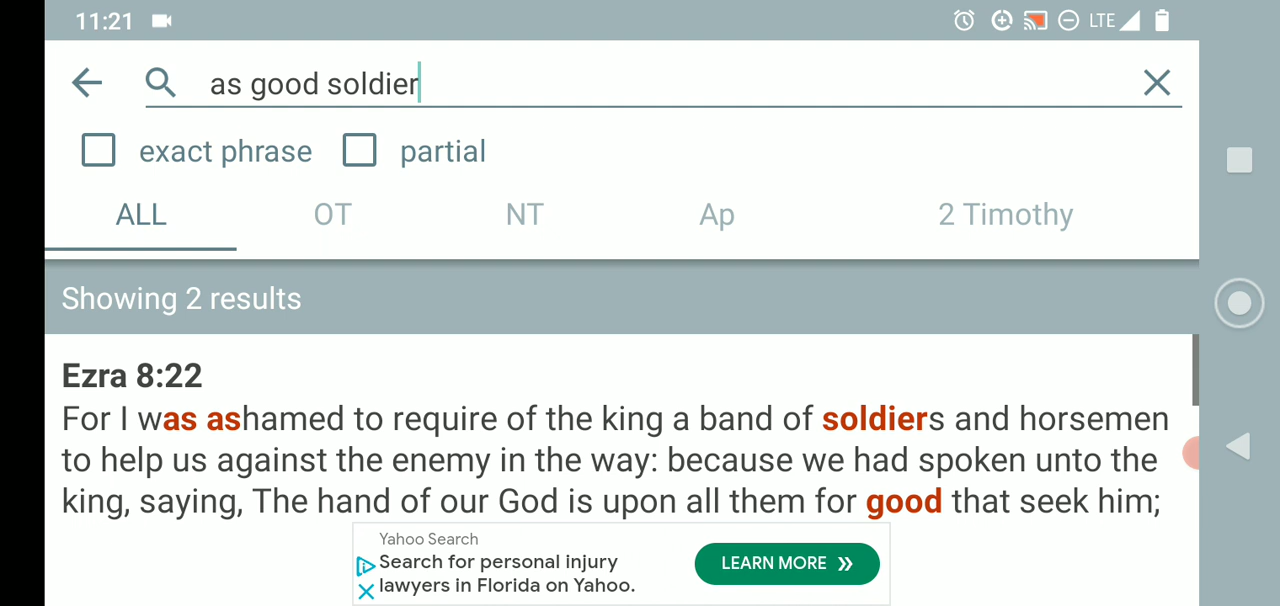 11:21
LTE
as good soldier
exact phrase
partial
ALL
OT
NT
Ap
2 Timothy
Showing 2 results
Ezra 8:22
For I was ashamed to require of the king a band of soldiers and horsemen
to help us against the enemy in the way: because we had spoken unto the
king, saying, The hand of our God is upon all them for good that seek him;
Yahoo Search
Search for personal injury
lawyers in Florida on Yahoo.
LEARN MORE »